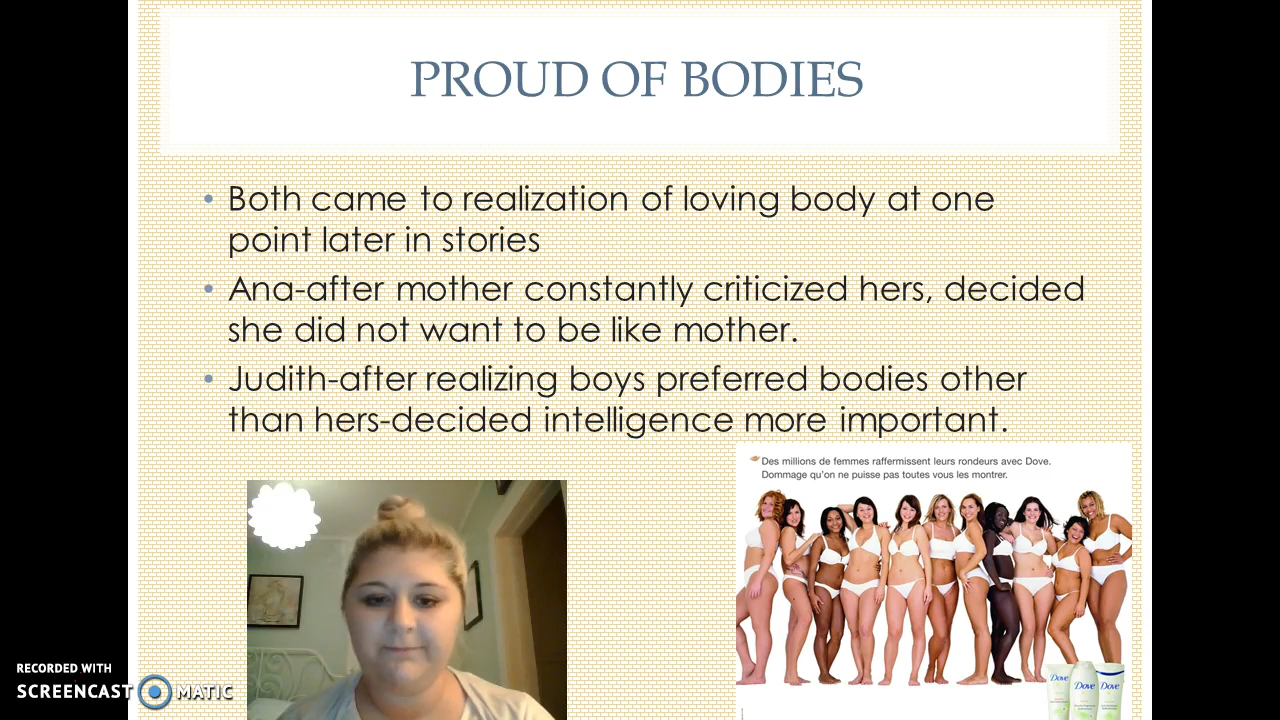 PROUD OF BODIES
• Both came to realization of loving body at one
point later in stories
• Ana-after mother constantly criticized hers, decided
she did not want to be like mother.
• Judith-after realizing boys preferred bodies other
than hers-decided intelligence more important.
Des millions de femmes raffermissent leurs rondeurs avec Dove.
Dommage qu'on ne puisse pas toutes vous les montrer.
Dove
Dove
Dove
RECORDED WITH
SCREENCAST MATIC